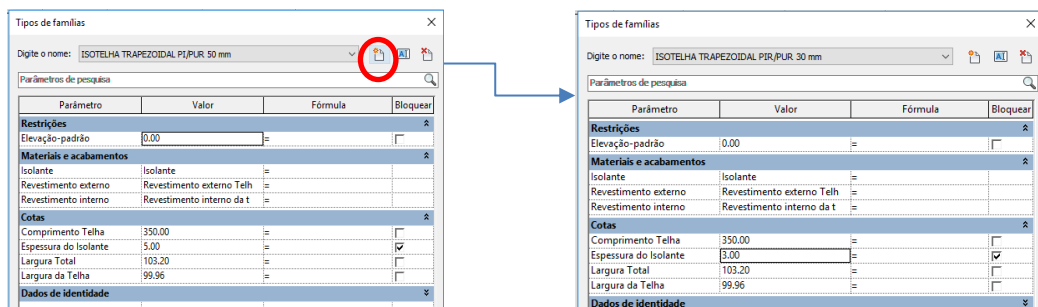 Tipos de famílias
Digite o nome: ISOTELHA TRAPEZOIDAL PI/PUR 50 mm
Parâmetros de pesquisa
Parâmetro Valor Fórmula Bloquear
Restrições
Elevação-padrão 0.00 =
Materiais e acabamentos
Isolante Isolante =
Revestimento externo Revestimento externo Telh =
Revestimento interno Revestimento interno da t =
Cotas
Comprimento Telha 350.00 =
Espessura do Isolante 5.00 =
Largura Total 103.20 =
Largura da Telha 99.96 =
Dados de identidade
Tipos de famílias
Digite o nome: ISOTELHA TRAPEZOIDAL PIR/PUR 30 mm
Parâmetros de pesquisa
Parâmetro Valor Fórmula Bloquear
Restrições
Elevação-padrão 0.00 =
Materiais e acabamentos
Isolante Isolante =
Revestimento externo Revestimento externo Telh =
Revestimento interno Revestimento interno da t =
Cotas
Comprimento Telha 350.00 =
Espessura do Isolante 3.00 =
Largura Total 103.20 =
Largura da Telha 99.96 =
Dados de identidade